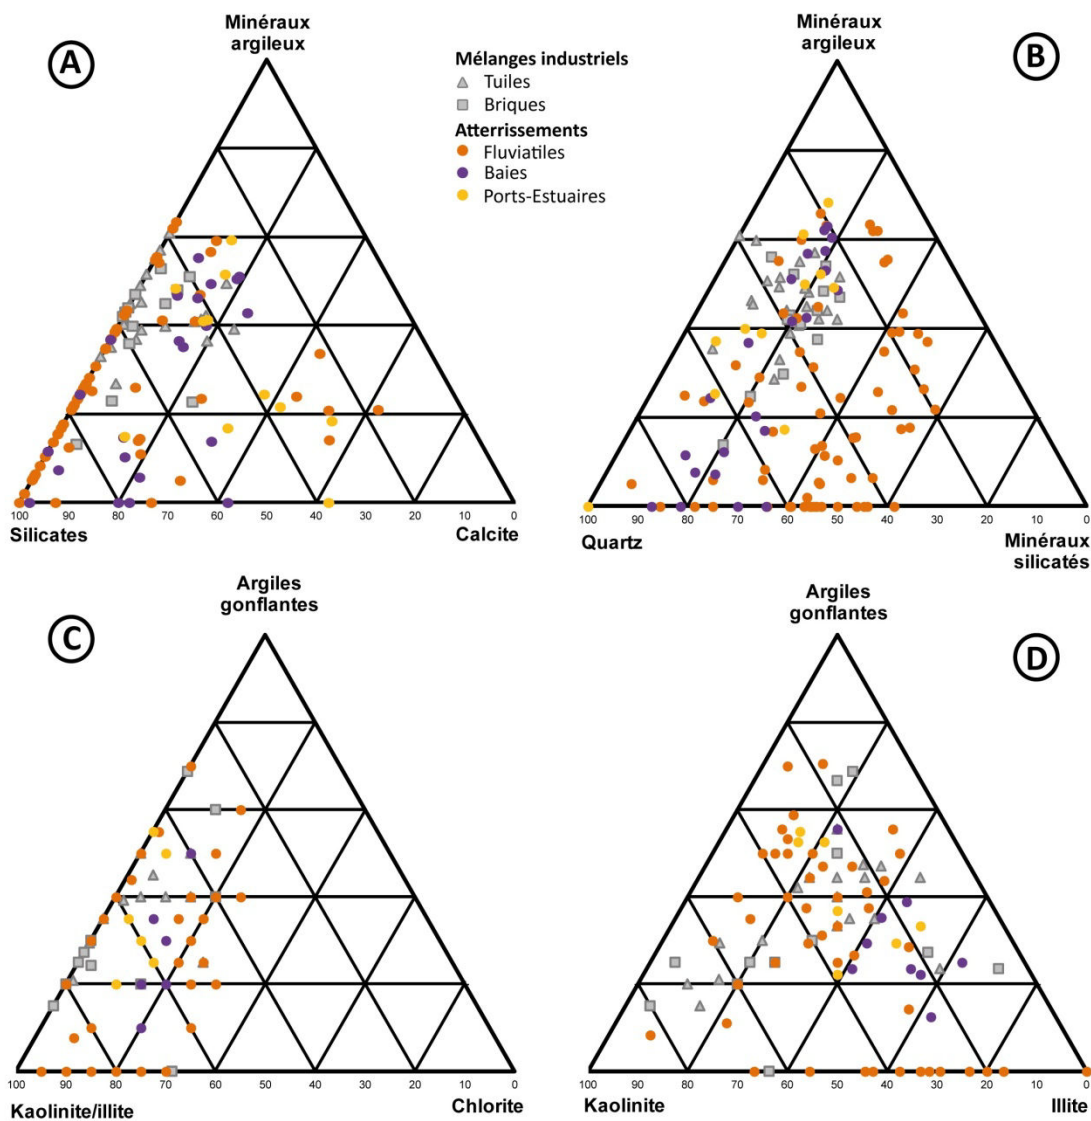 Minéraux
argileux
A
Mélanges industriels
Tuiles
Briques
Atterrissements
Fluviatiles
Baies
Ports-Estuaires
Minéraux
argileux
B
100 90 80 70 60 50 40 30 20 10 0
Silicates Calcite
100 90 80 70 60 50 40 30 20 10 0
Quartz Minéraux
silicatés
Argiles
gonflantes
C
Argiles
gonflantes
D
100 90 80 70 60 50 40 30 20 10 0
Kaolinite/illite Chlorite
100 90 80 70 60 50 40 30 20 10 0
Kaolinite Illite